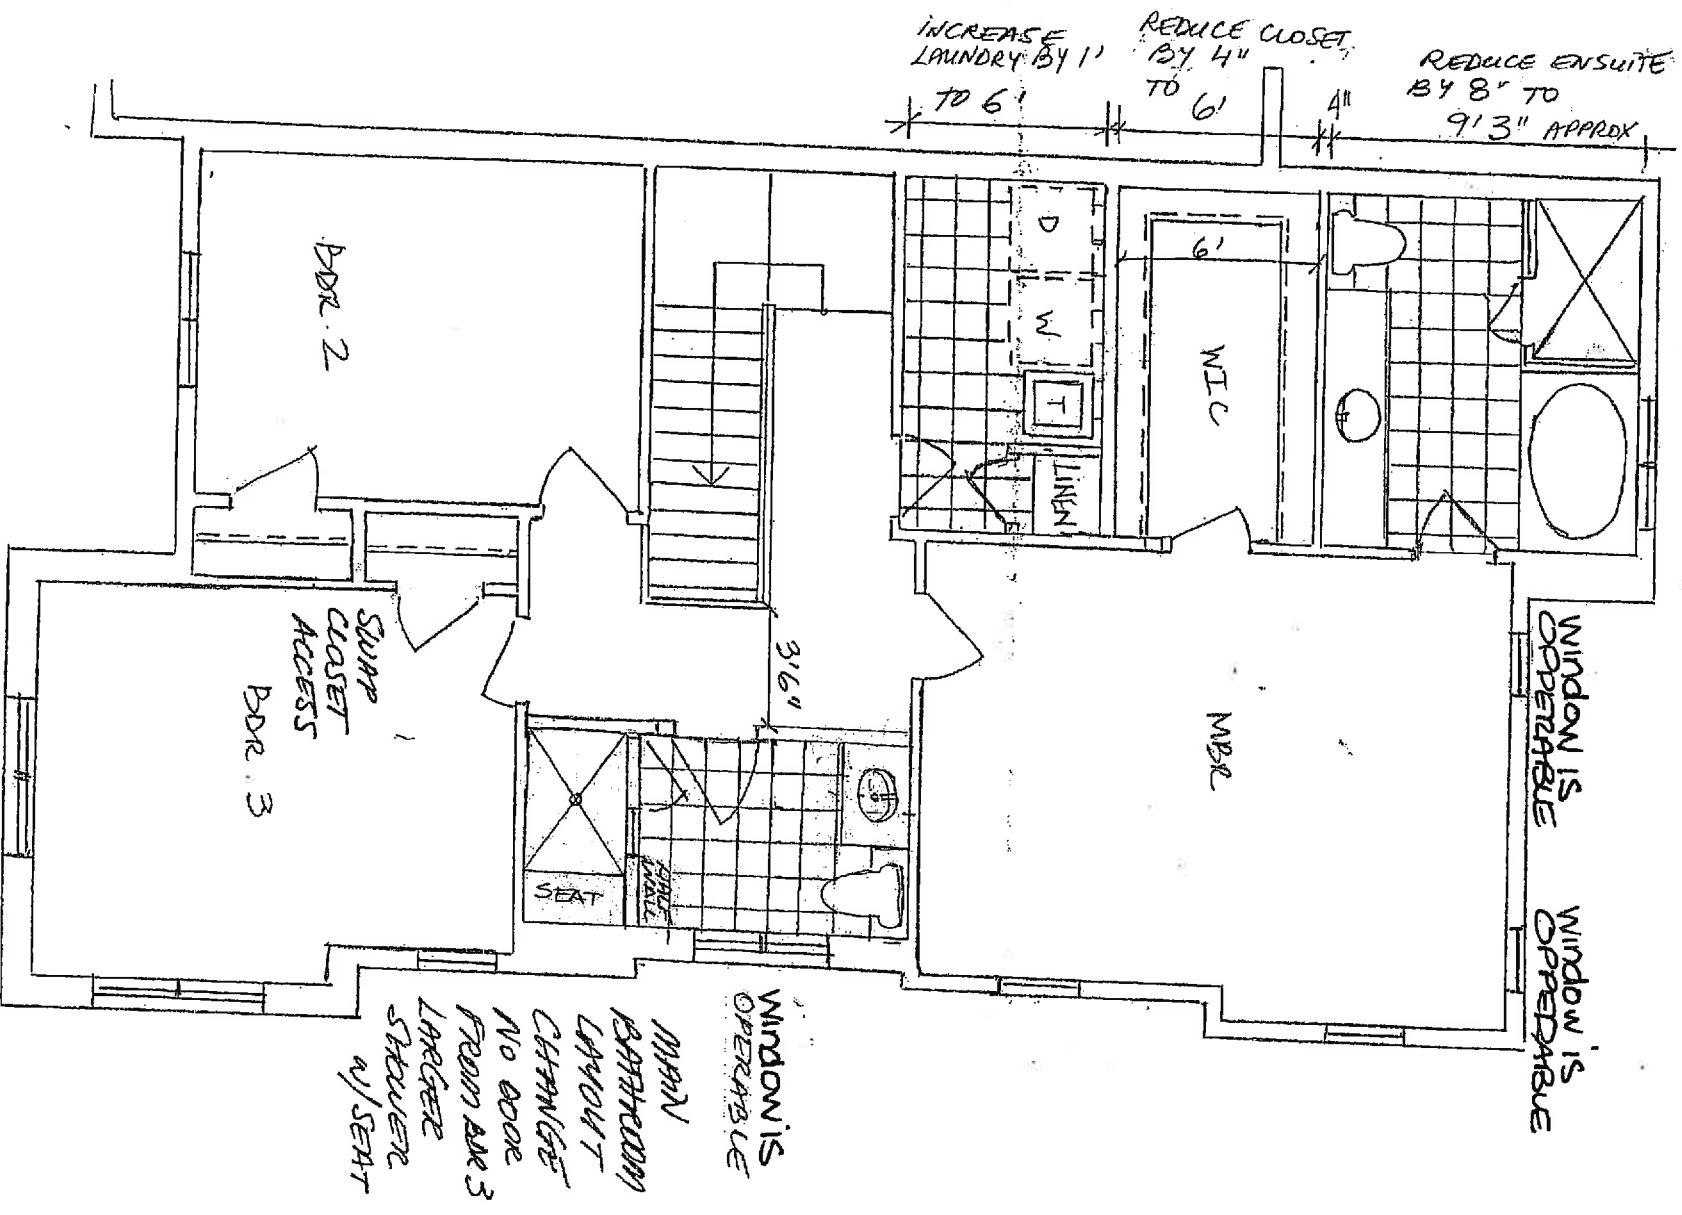 INCREASE
LAUNDRY BY 1'
TO 6'
REDUCE CLOSET
BY 4"
TO
6'
4"
REDUCE ENSUITE
BY 8" TO
9'3" APPROX
BDR. 2
D
W
T
LINEN
6'
WIC
WINDOW IS
OPPERABLE
WINDOW IS
OPPERABLE
SWAP
CLOSET
ACCESS
BDR. 3
3'6"
MBR
SEAT
HALF
WALL
WINDOW IS
OPERABLE
MAIN
BATHROOM
LAYOUT
CHANGE
NO DOOR
FROM BDR 3
LARGER
SHOWER
W/SEAT